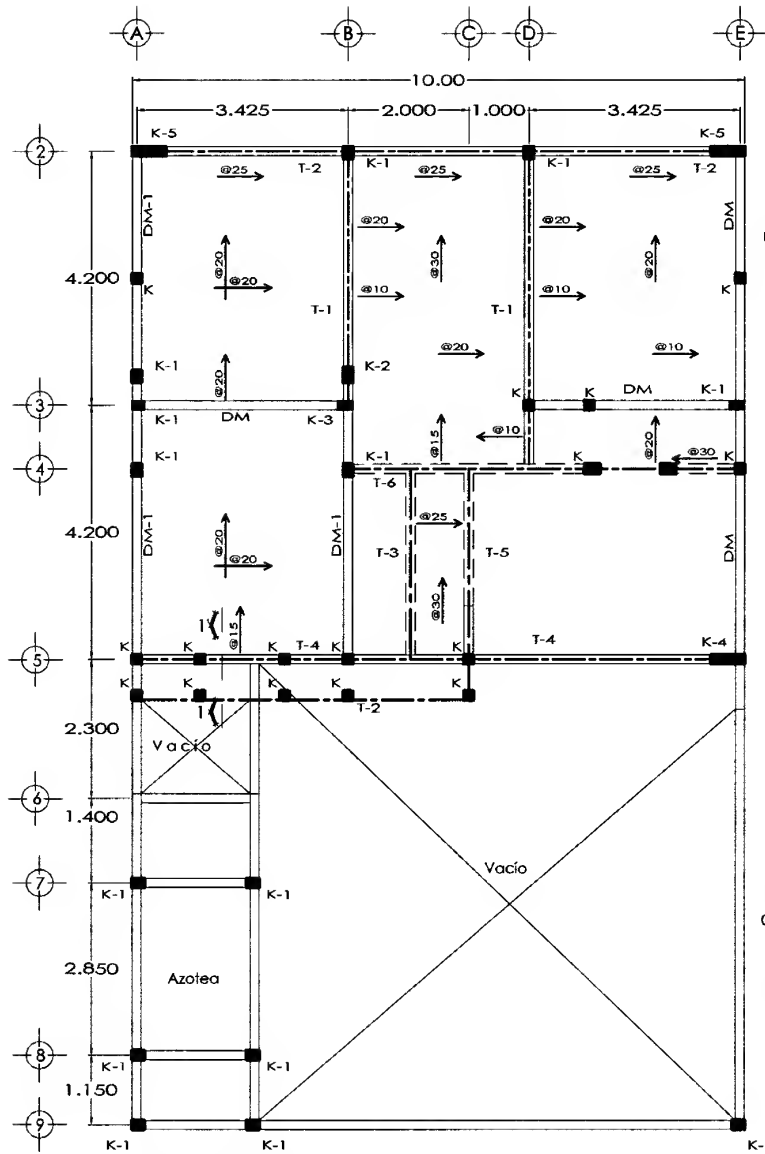 A B C D E
10.00
3.425 2.000 1.000 3.425
K-5 K-5
2 T-2 K-1 K-1 T-2
@25 @25 @25
DM-1 DM
@20 @20
@20 @30 @20
4.200 @20
K K
@10 @10
T-1 T-1
@20 @10
K-1 K-2
@20 K K DM K-1
3
K-1 DM K-3
@10
K-1 K-1 @15 @20 @30 K
4
T-6
@25
@20
DM-1 DM-1 T-3 T-5 DM
4.200
@20
@30
1
@15
K K K K T-4 K T-4 K-4
5
K K K K K
1
T-2
2.300
Vacío
6
1.400
Vacío
7
K-1 K-1
2.850
Azotea
8
K-1 K-1
1.150
9
K-1 K-1 K-